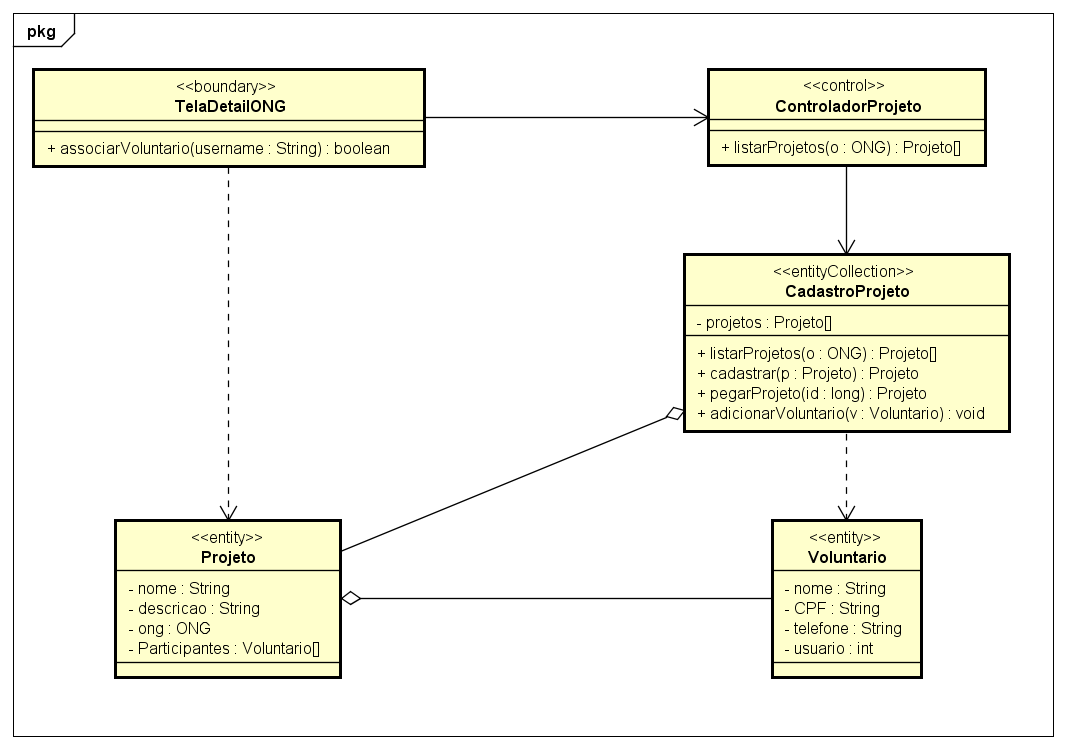 pkg
<<boundary>>
TelaDetailONG
+ associarVoluntario(username : String) : boolean
<<control>>
ControladorProjeto
+ listarProjetos(o : ONG) : Projeto[]
<<entityCollection>>
CadastroProjeto
- projetos : Projeto[]
+ listarProjetos(o : ONG) : Projeto[]
+ cadastrar(p : Projeto) : Projeto
+ pegarProjeto(id : long) : Projeto
+ adicionarVoluntario(v : Voluntario) : void
<<entity>>
Projeto
- nome : String
- descricao : String
- ong : ONG
- Participantes : Voluntario[]
<<entity>>
Voluntario
- nome : String
- CPF : String
- telefone : String
- usuario : int